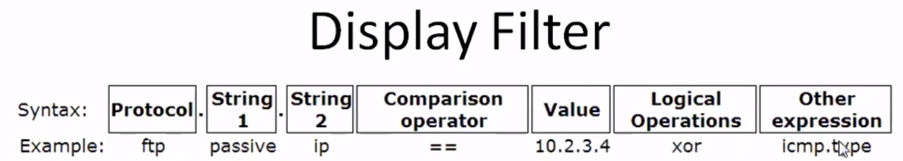 Display Filter
Syntax: Protocol . String 1 . String 2 Comparison operator Value Logical Operations Other expression
Example: ftp passive ip == 10.2.3.4 xor icmp.type